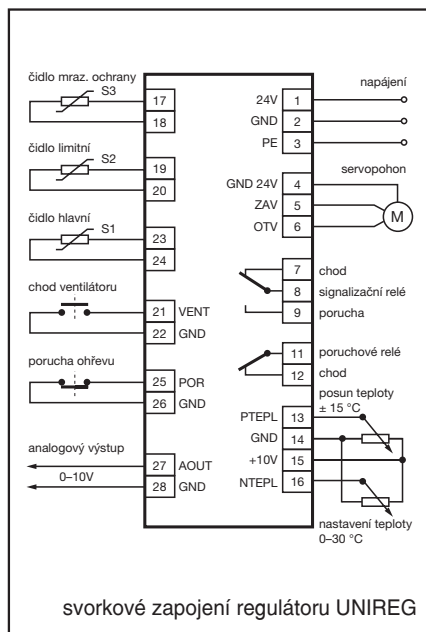 čidlo mraz. ochrany
S3
17
18
čidlo limitní
S2
19
20
čidlo hlavní
S1
23
24
chod ventilátoru
21 VENT
22 GND
porucha ohřevu
25 POR
26 GND
analogový výstup
27 AOUT
0–10V
28 GND
napájení
24V 1
GND 2
PE 3
servopohon
GND 24V 4
ZAV 5
OTV 6
M
7 chod
8 signalizační relé
9 porucha
11 poruchové relé
12 chod
posun teploty
± 15 °C
PTEPL 13
GND 14
+10V 15
NTEPL 16
nastavení teploty
0–30 °C
svorkové zapojení regulátoru UNIREG